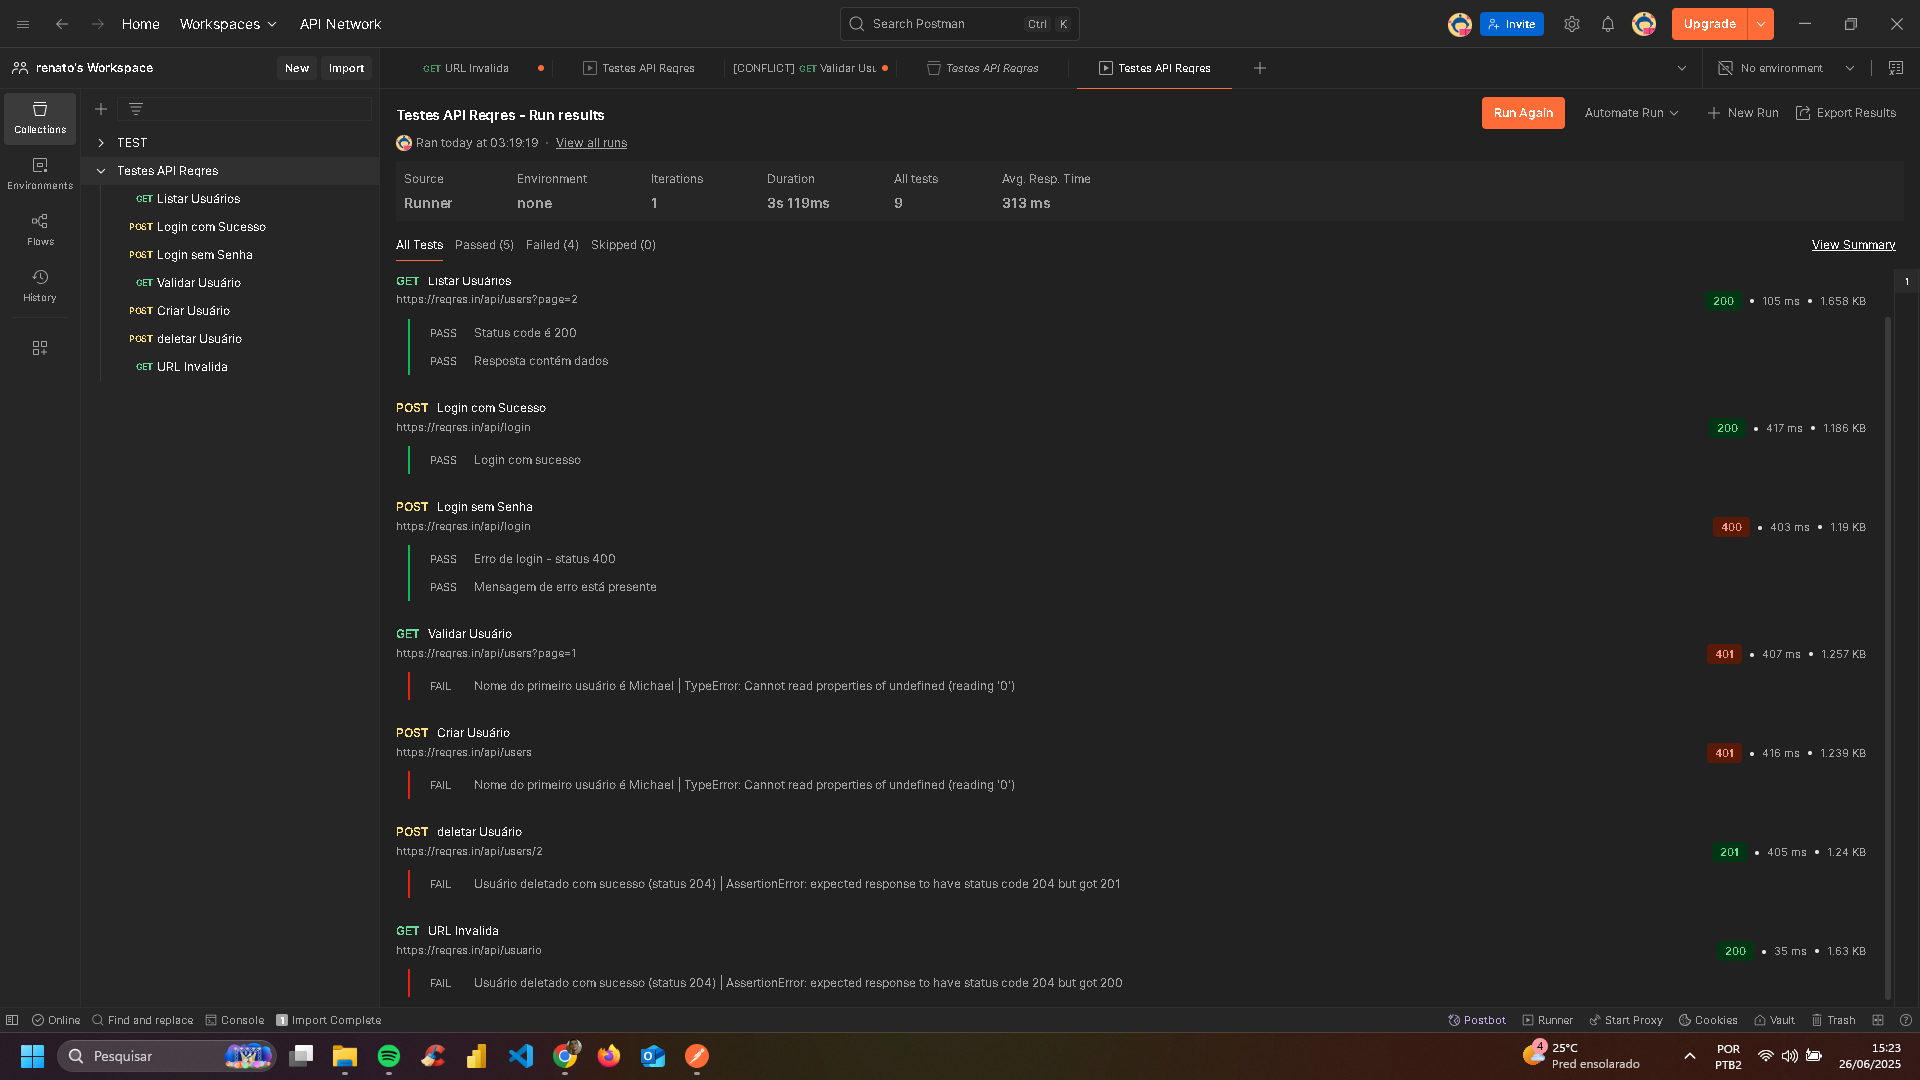 Home Workspaces API Network Search Postman Ctrl K Invite Upgrade
renato's Workspace New Import GET URL Invalida Testes API Reqres [CONFLICT] GET Validar Usu Testes API Reqres Testes API Reqres No environment
Collections
Environments
Flows
History
TEST
Testes API Reqres
GET Listar Usuários
POST Login com Sucesso
POST Login sem Senha
GET Validar Usuário
POST Criar Usuário
POST deletar Usuário
GET URL Invalida
Testes API Reqres - Run results Run Again Automate Run New Run Export Results
Ran today at 03:19:19 · View all runs
Source Environment Iterations Duration All tests Avg. Resp. Time
Runner none 1 3s 119ms 9 313 ms
All Tests Passed (5) Failed (4) Skipped (0) View Summary
1
GET Listar Usuários
https://reqres.in/api/users?page=2 200 • 105 ms • 1.658 KB
PASS Status code é 200
PASS Resposta contém dados
POST Login com Sucesso
https://reqres.in/api/login 200 • 417 ms • 1.186 KB
PASS Login com sucesso
POST Login sem Senha
https://reqres.in/api/login 400 • 403 ms • 1.19 KB
PASS Erro de login - status 400
PASS Mensagem de erro está presente
GET Validar Usuário
https://reqres.in/api/users?page=1 401 • 407 ms • 1.257 KB
FAIL Nome do primeiro usuário é Michael | TypeError: Cannot read properties of undefined (reading '0')
POST Criar Usuário
https://reqres.in/api/users 401 • 416 ms • 1.239 KB
FAIL Nome do primeiro usuário é Michael | TypeError: Cannot read properties of undefined (reading '0')
POST deletar Usuário
https://reqres.in/api/users/2 201 • 405 ms • 1.24 KB
FAIL Usuário deletado com sucesso (status 204) | AssertionError: expected response to have status code 204 but got 201
GET URL Invalida
https://reqres.in/api/usuario 200 • 35 ms • 1.63 KB
FAIL Usuário deletado com sucesso (status 204) | AssertionError: expected response to have status code 204 but got 200
Online Find and replace Console 1 Import Complete Postbot Runner Start Proxy Cookies Vault Trash
Pesquisar 4 25°C POR 15:23
Pred ensolarado PTB2 26/06/2025